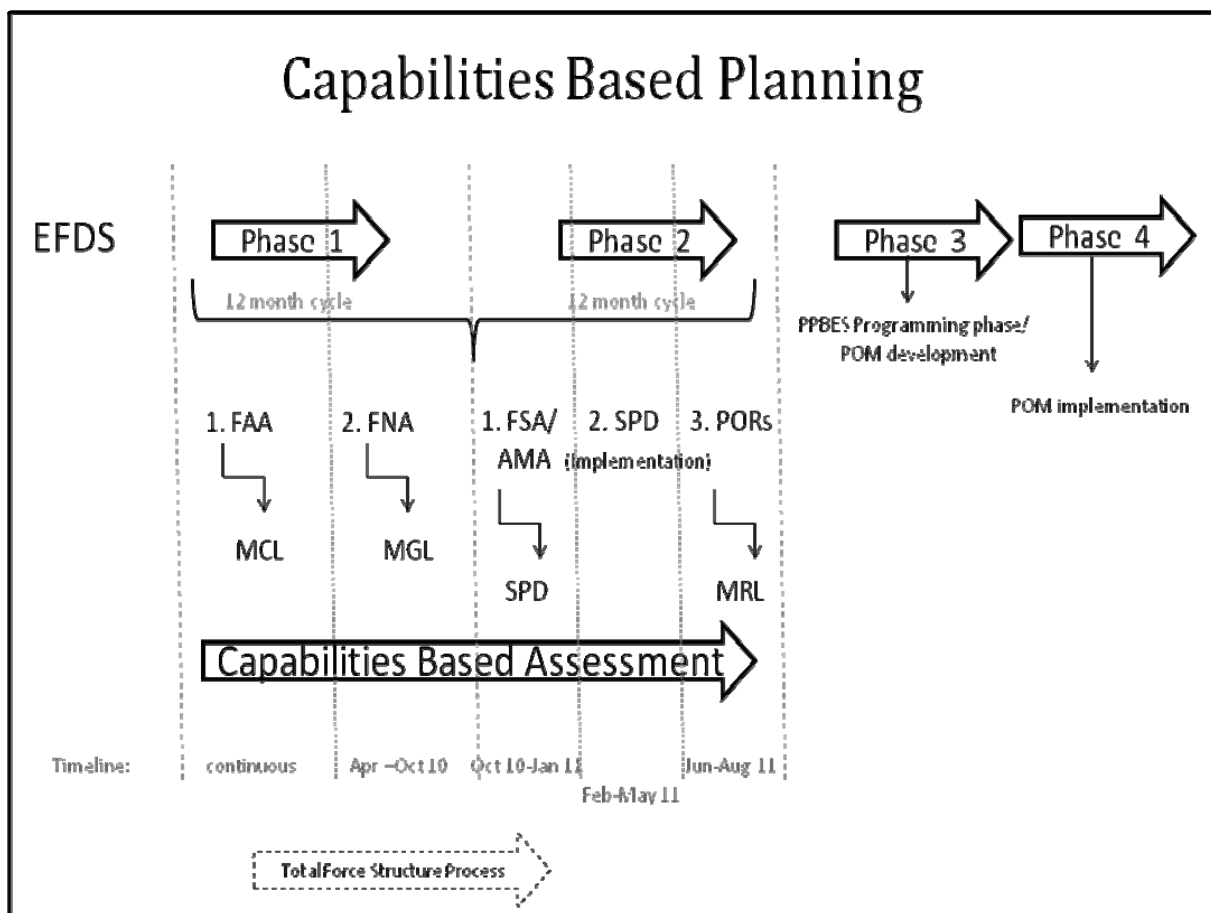 Capabilities Based Planning
EFDS
Phase 1
Phase 2
Phase 3
Phase 4
12 month cycle
12 month cycle
PPBES Programming phase/
POM development
POM implementation
1. FAA
2. FNA
1. FSA/
AMA
2. SPD
(Implementation)
3. PORs
MCL
MGL
SPD
MRL
Capabilities Based Assessment
Timeline:
continuous
Apr –Oct 10
Oct 10-Jan 11
Feb-May 11
Jun-Aug 11
Total Force Structure Process